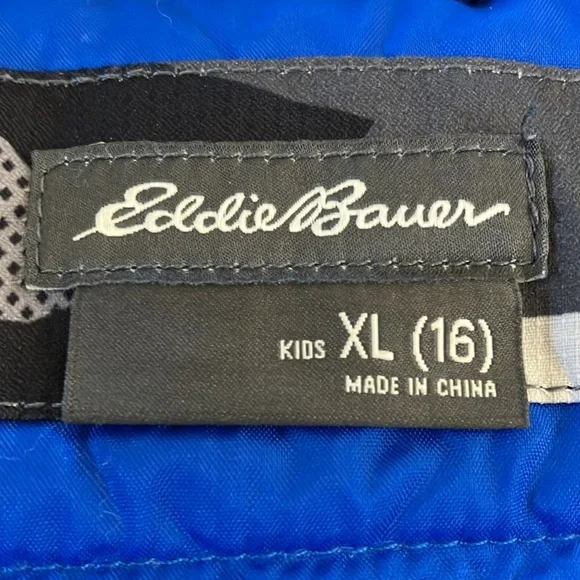 Eddie Bauer
KIDS XL (16)
MADE IN CHINA